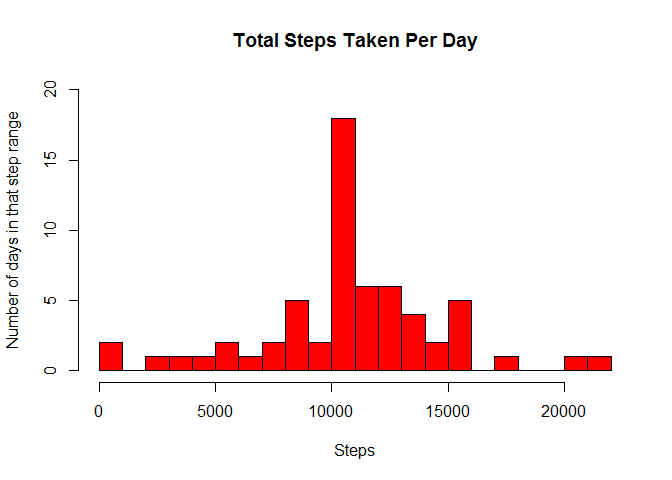 Total Steps Taken Per Day
Number of days in that step range
20
15
10
5
0
0 5000 10000 15000 20000
Steps